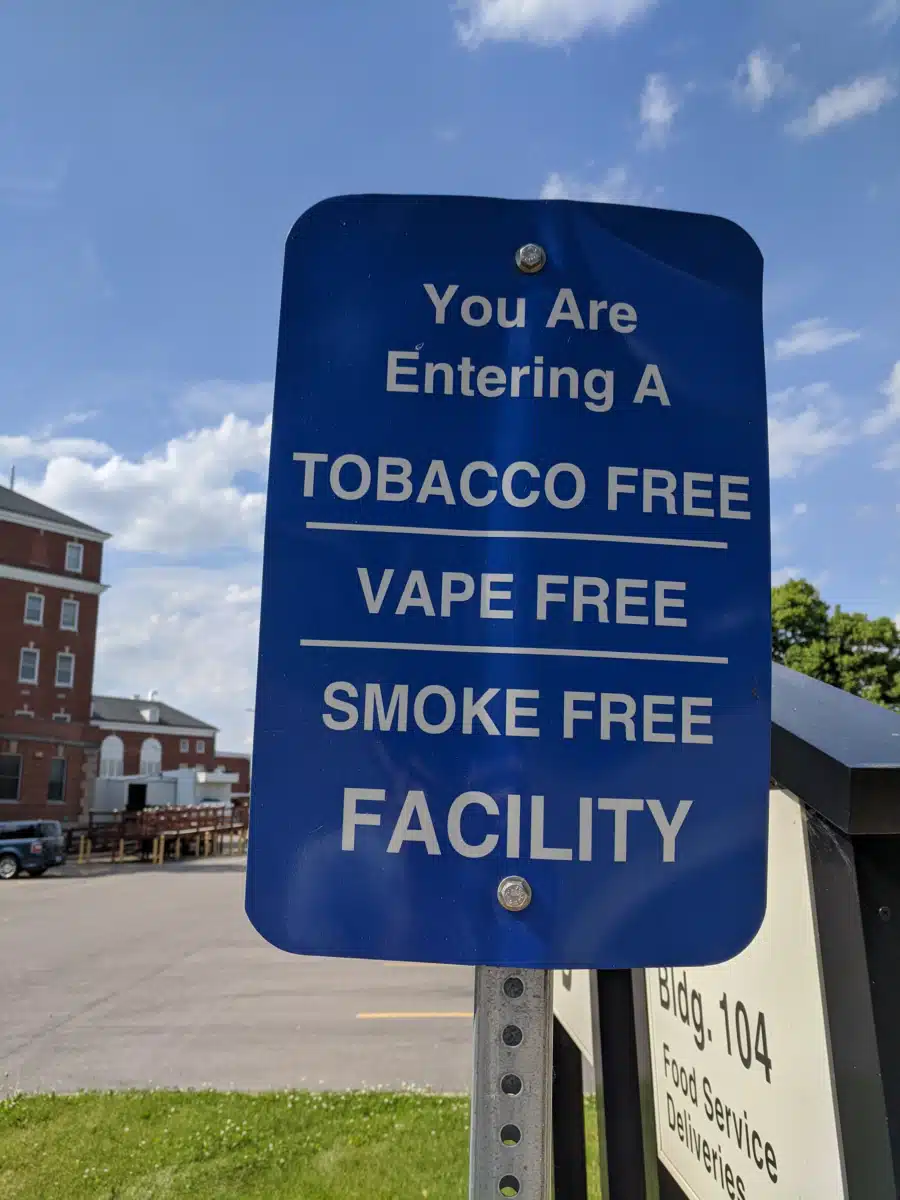 You Are
Entering A
TOBACCO FREE
VAPE FREE
SMOKE FREE
FACILITY
Bldg. 104
Food Service
Deliveries